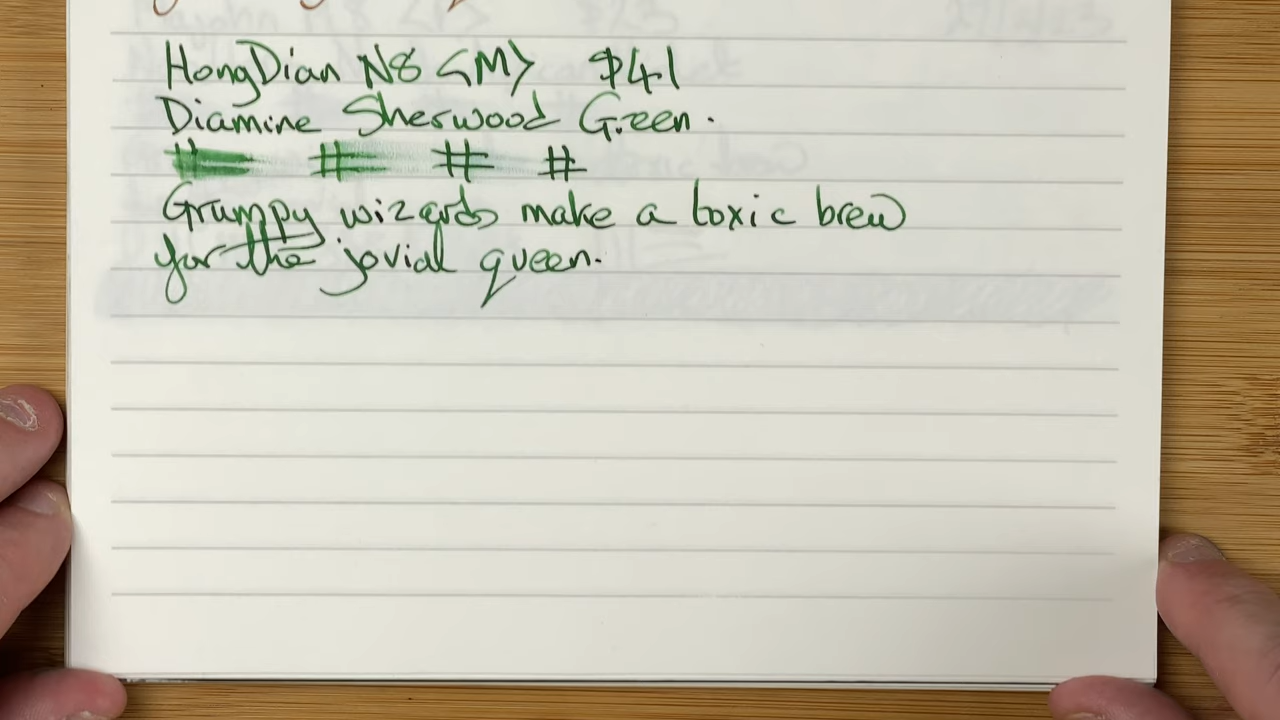 HongDian N8 <M> $41
Diamine Sherwood Green.
# # # #
Grumpy wizards make a toxic brew
for the jovial queen.